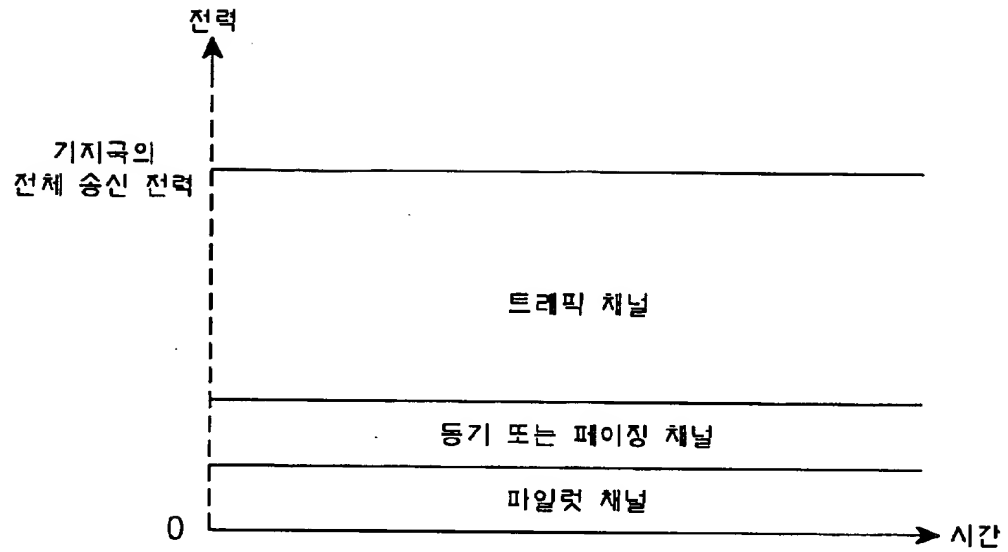 전력
기지국의
전체 송신 전력
트레픽 채널
동기 또는 페이징 채널
파일럿 채널
0
시간